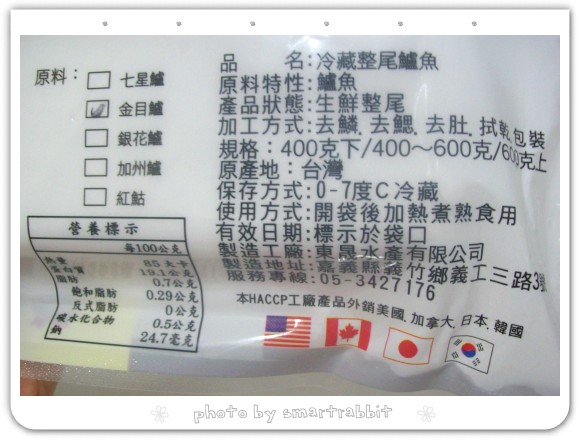 原料：
七星鱸
金目鱸
銀花鱸
加州鱸
紅鮎
品　　名:冷藏整尾鱸魚
原料特性:鱸魚
產品狀態:生鮮整尾
加工方式:去鱗.去鰓.去肚.拭乾.包裝
規格：400克下/400～600克/600克上
原產地：台灣
保存方式:0-7度C冷藏
使用方式:開袋後加熱煮熟食用
有效日期:標示於袋口
製造工廠:東晟水產有限公司
製造地址:嘉義縣義竹鄉義工三路3號
服務專線:05-3427176
本HACCP工廠產品外銷美國.加拿大.日本.韓國
營養標示
每100公克
熱量 85大卡
蛋白質 19.1公克
脂肪 0.7公克
飽和脂肪 0.29公克
反式脂肪 0公克
碳水化合物 0.5公克
鈉 24.7毫克
photo by smartrabbit